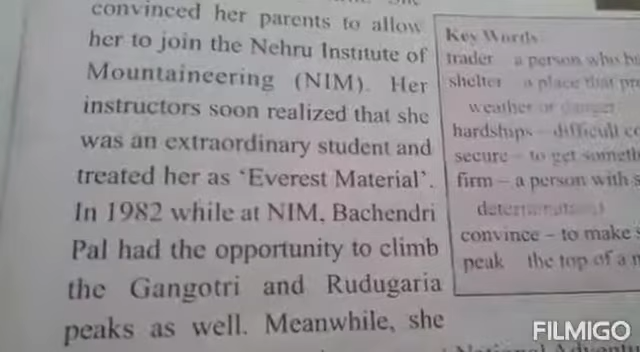 convinced her parents to allow
her to join the Nehru Institute of
Mountaineering (NIM). Her
instructors soon realized that she
was an extraordinary student and
treated her as 'Everest Material'.
In 1982 while at NIM, Bachendri
Pal had the opportunity to climb
the Gangotri and Rudugaria
peaks as well. Meanwhile, she
Key Words
trader a person who
shelter a place that
weather or danger
hardships – difficult
secure – to get
firm – a person with
determination
convince – to make
peak the top of a
National
FILMIGO